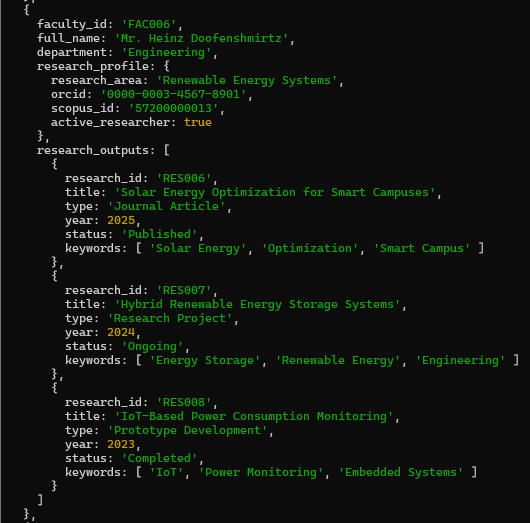 {
faculty_id: 'FAC006',
full_name: 'Mr. Heinz Doofenshmirtz',
department: 'Engineering',
research_profile: {
research_area: 'Renewable Energy Systems',
orcid: '0000-0003-4567-8901',
scopus_id: '57200000013',
active_researcher: true
},
research_outputs: [
{
research_id: 'RES006',
title: 'Solar Energy Optimization for Smart Campuses',
type: 'Journal Article',
year: 2025,
status: 'Published',
keywords: [ 'Solar Energy', 'Optimization', 'Smart Campus' ]
},
{
research_id: 'RES007',
title: 'Hybrid Renewable Energy Storage Systems',
type: 'Research Project',
year: 2024,
status: 'Ongoing',
keywords: [ 'Energy Storage', 'Renewable Energy', 'Engineering' ]
},
{
research_id: 'RES008',
title: 'IoT-Based Power Consumption Monitoring',
type: 'Prototype Development',
year: 2023,
status: 'Completed',
keywords: [ 'IoT', 'Power Monitoring', 'Embedded Systems' ]
}
]
},